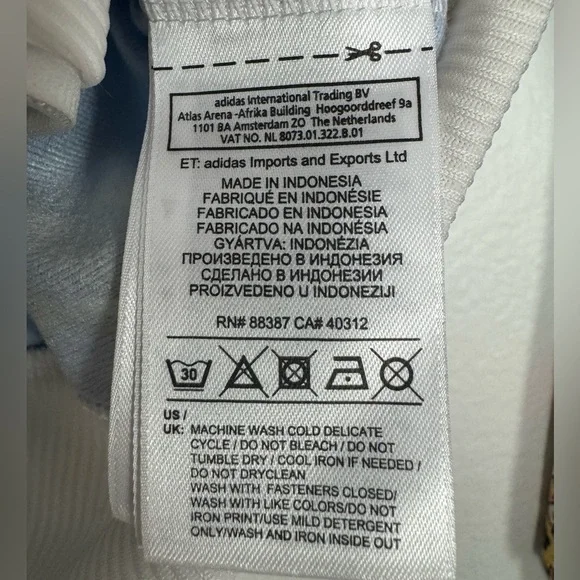 adidas International Trading BV
Atlas Arena -Afrika Building Hoogoorddreef 9a
1101 BA Amsterdam ZO The Netherlands
VAT NO. NL 8073.01.322.B.01
ET: adidas Imports and Exports Ltd
MADE IN INDONESIA
FABRIQUÉ EN INDONÉSIE
FABRICADO EN INDONESIA
FABRICADO NA INDONÉSIA
GYÁRTVA: INDONÉZIA
ПРОИЗВЕДЕНО В ИНДОНЕЗИЯ
СДЕЛАНО В ИНДОНЕЗИИ
PROIZVEDENO U INDONEZIJI
RN# 88387 CA# 40312
30
US /
UK: MACHINE WASH COLD DELICATE
CYCLE / DO NOT BLEACH / DO NOT
TUMBLE DRY / COOL IRON IF NEEDED /
DO NOT DRYCLEAN
WASH WITH FASTENERS CLOSED/
WASH WITH LIKE COLORS/DO NOT
IRON PRINT/USE MILD DETERGENT
ONLY/WASH AND IRON INSIDE OUT